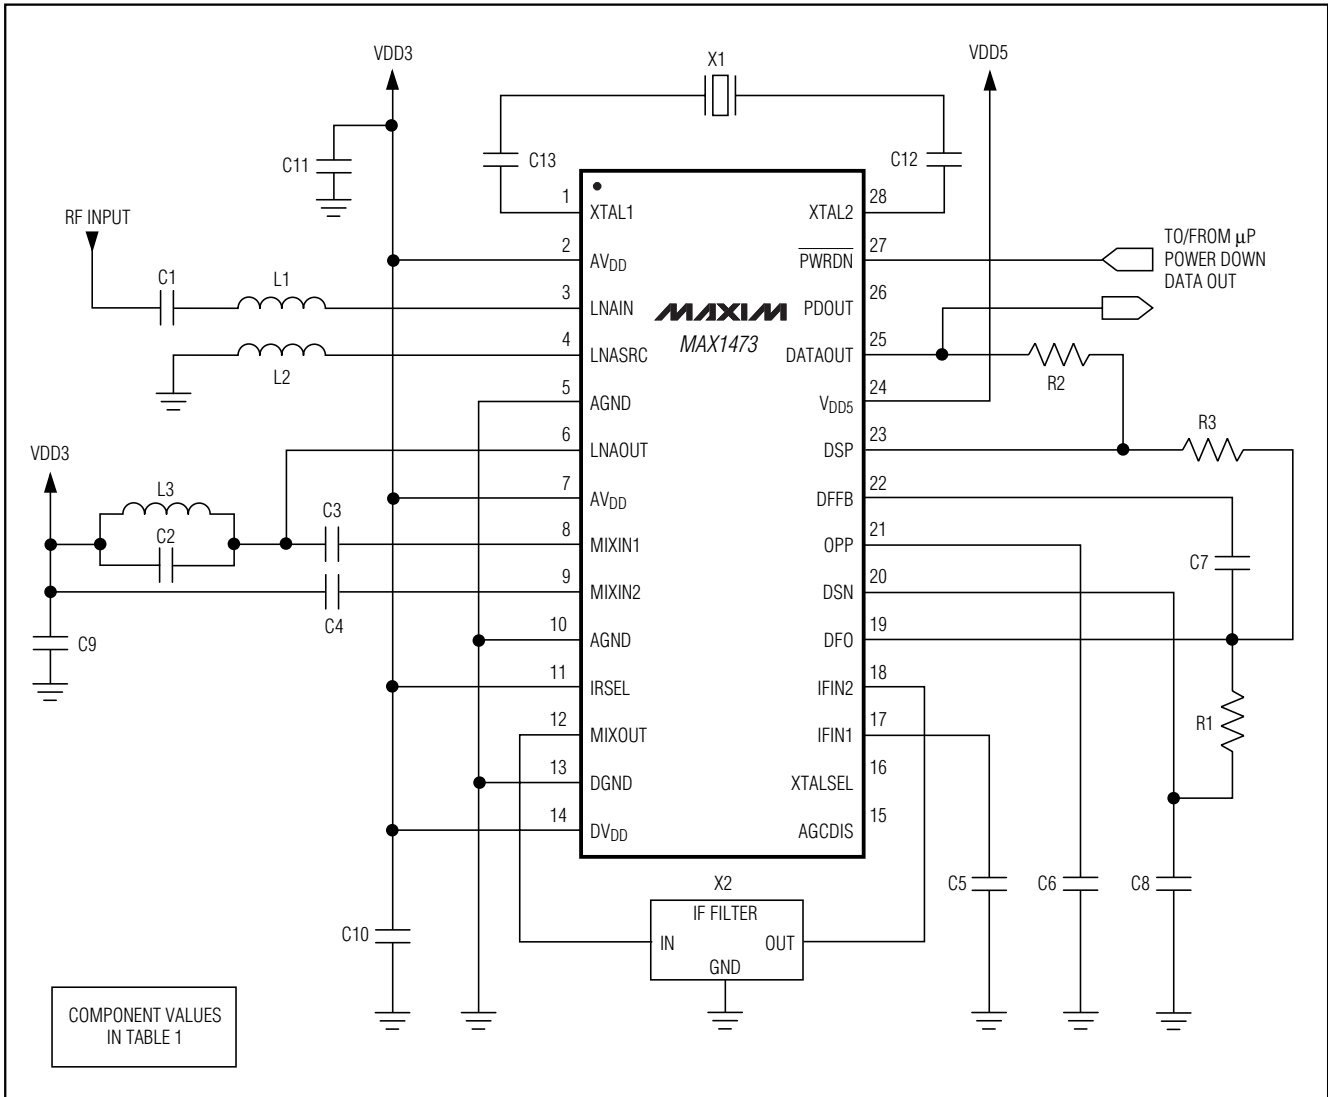 VDD3
X1
VDD5
C11
C13
C12
RF INPUT
1
XTAL1
28
XTAL2
2
AVDD
27
PWRDN
TO/FROM µP
POWER DOWN
DATA OUT
C1
L1
3
LNAIN
MAXIM
MAX1473
26
PDOUT
L2
4
LNASRC
25
DATAOUT
R2
5
AGND
24
VDD5
6
LNAOUT
23
DSP
R3
VDD3
L3
C2
C3
7
AVDD
22
DFFB
8
MIXIN1
21
OPP
C7
9
MIXIN2
20
DSN
C4
C9
10
AGND
19
DFO
11
IRSEL
18
IFIN2
R1
12
MIXOUT
17
IFIN1
13
DGND
16
XTALSEL
14
DVDD
15
AGCDIS
C10
X2
IF FILTER
IN
OUT
GND
C5
C6
C8
COMPONENT VALUES
IN TABLE 1